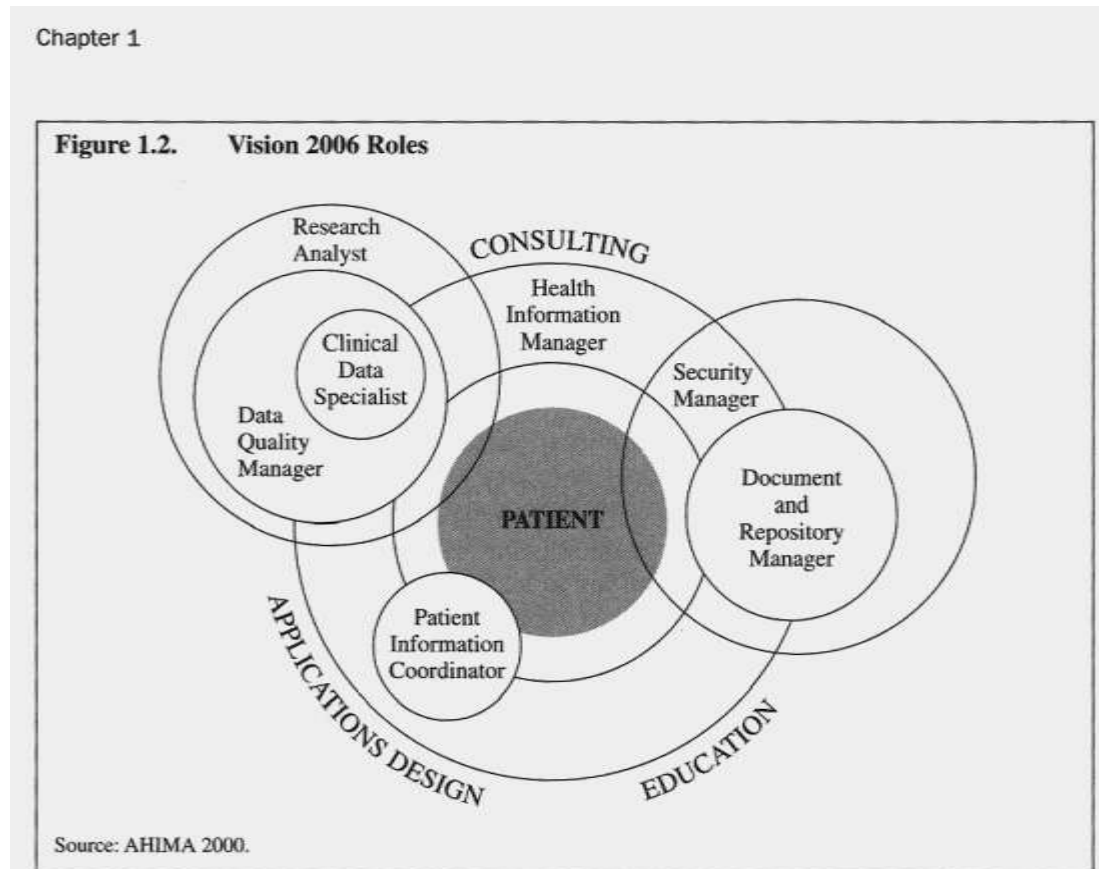 Chapter 1
Figure 1.2. Vision 2006 Roles
Research
Analyst
CONSULTING
Health
Information
Manager
Clinical
Data
Specialist
Security
Manager
Data
Quality
Manager
Document
and
Repository
Manager
PATIENT
Patient
Information
Coordinator
APPLICATIONS DESIGN
EDUCATION
Source: AHIMA 2000.